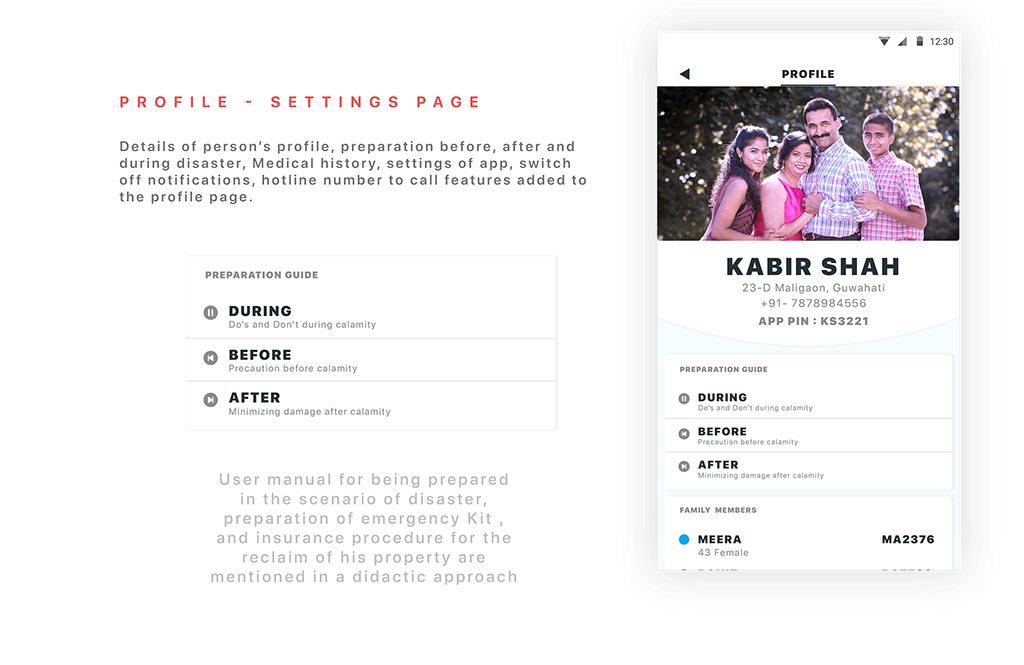 PROFILE - SETTINGS PAGE
Details of person's profile, preparation before, after and
during disaster, Medical history, settings of app, switch
off notifications, hotline number to call features added to
the profile page.
PREPARATION GUIDE
DURING
Do's and Don't during calamity
BEFORE
Precaution before calamity
AFTER
Minimizing damage after calamity
User manual for being prepared
in the scenario of disaster,
preparation of emergency Kit ,
and insurance procedure for the
reclaim of his property are
mentioned in a didactic approach
12:30
PROFILE
KABIR SHAH
23-D Maligaon, Guwahati
+91- 7878984556
APP PIN : KS3221
PREPARATION GUIDE
DURING
Do's and Don't during calamity
BEFORE
Precaution before calamity
AFTER
Minimizing damage after calamity
FAMILY MEMBERS
MEERA MA2376
43 Female